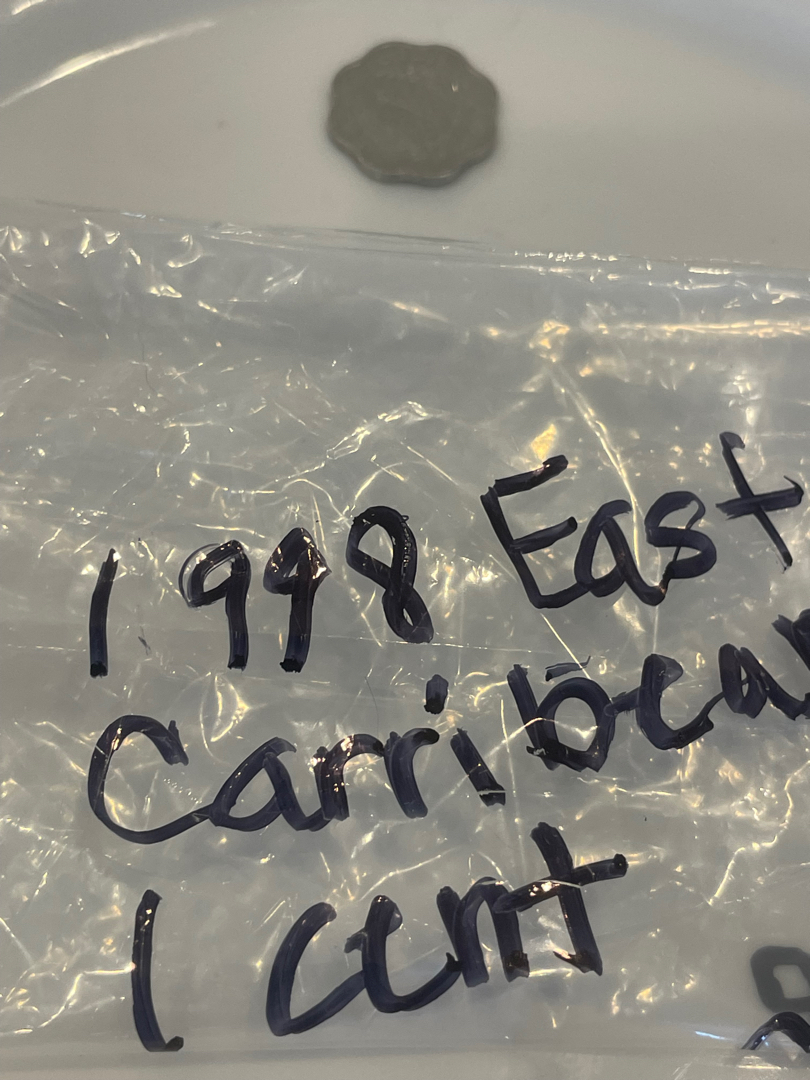 1998 East
Carribean
1 cent